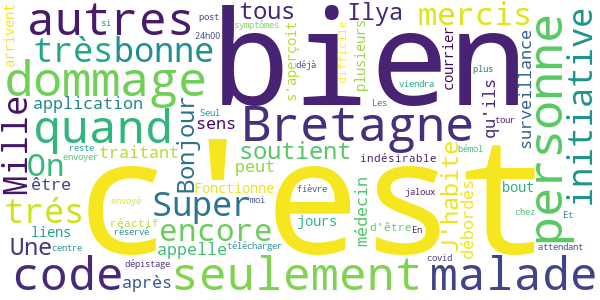 autres
bien
tous
Ilya
mercis
post
24h00
symptômes
si
arrivent
très
bonne
s'aperçoit
difficile
plusieurs
courrier
qu'ils
surveillance
initiative
personne
dommage
déjà
viendra
plus
application
Les
Mille
quand
Bonjour
sens
Bretagne
Seul
tour
On
traitant
soutient
indésirable
bémol
reste
envoyer
être
peut
c'est
J'habite
débordés
chez
Et
Fonctionne
fièvre
médecin
jaloux
bout
trés
envoyé
Super
moi
liens
réactif
réservé
jours
d'être
En
Une
centre
encore
appelle
télécharger
covid
attendant
code
dépistage
après
seulement
malade